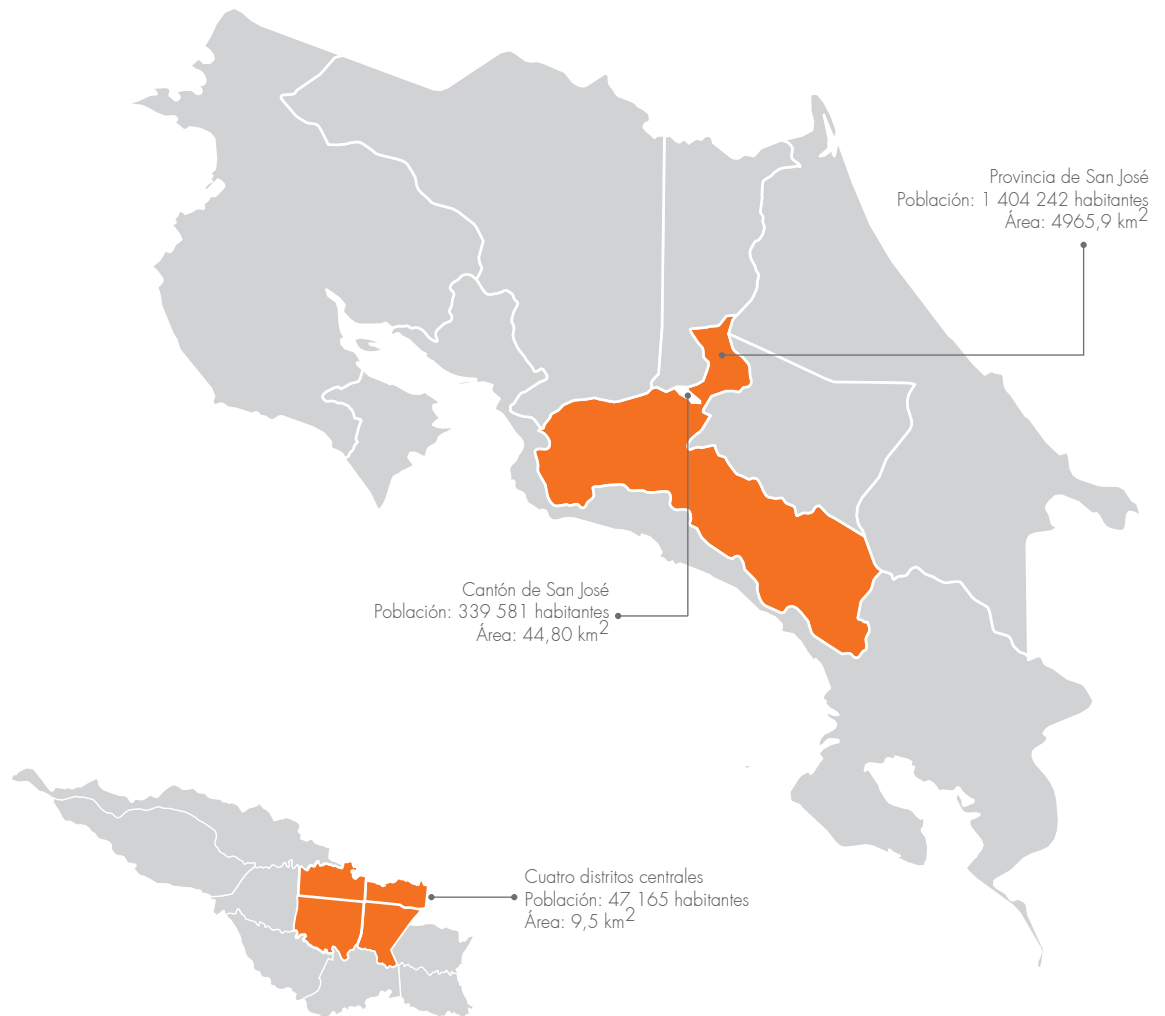 Provincia de San José
Población: 1 404 242 habitantes
Área: 4965,9 km²
Cantón de San José
Población: 339 581 habitantes
Área: 44,80 km²
Cuatro distritos centrales
Población: 47 165 habitantes
Área: 9,5 km²